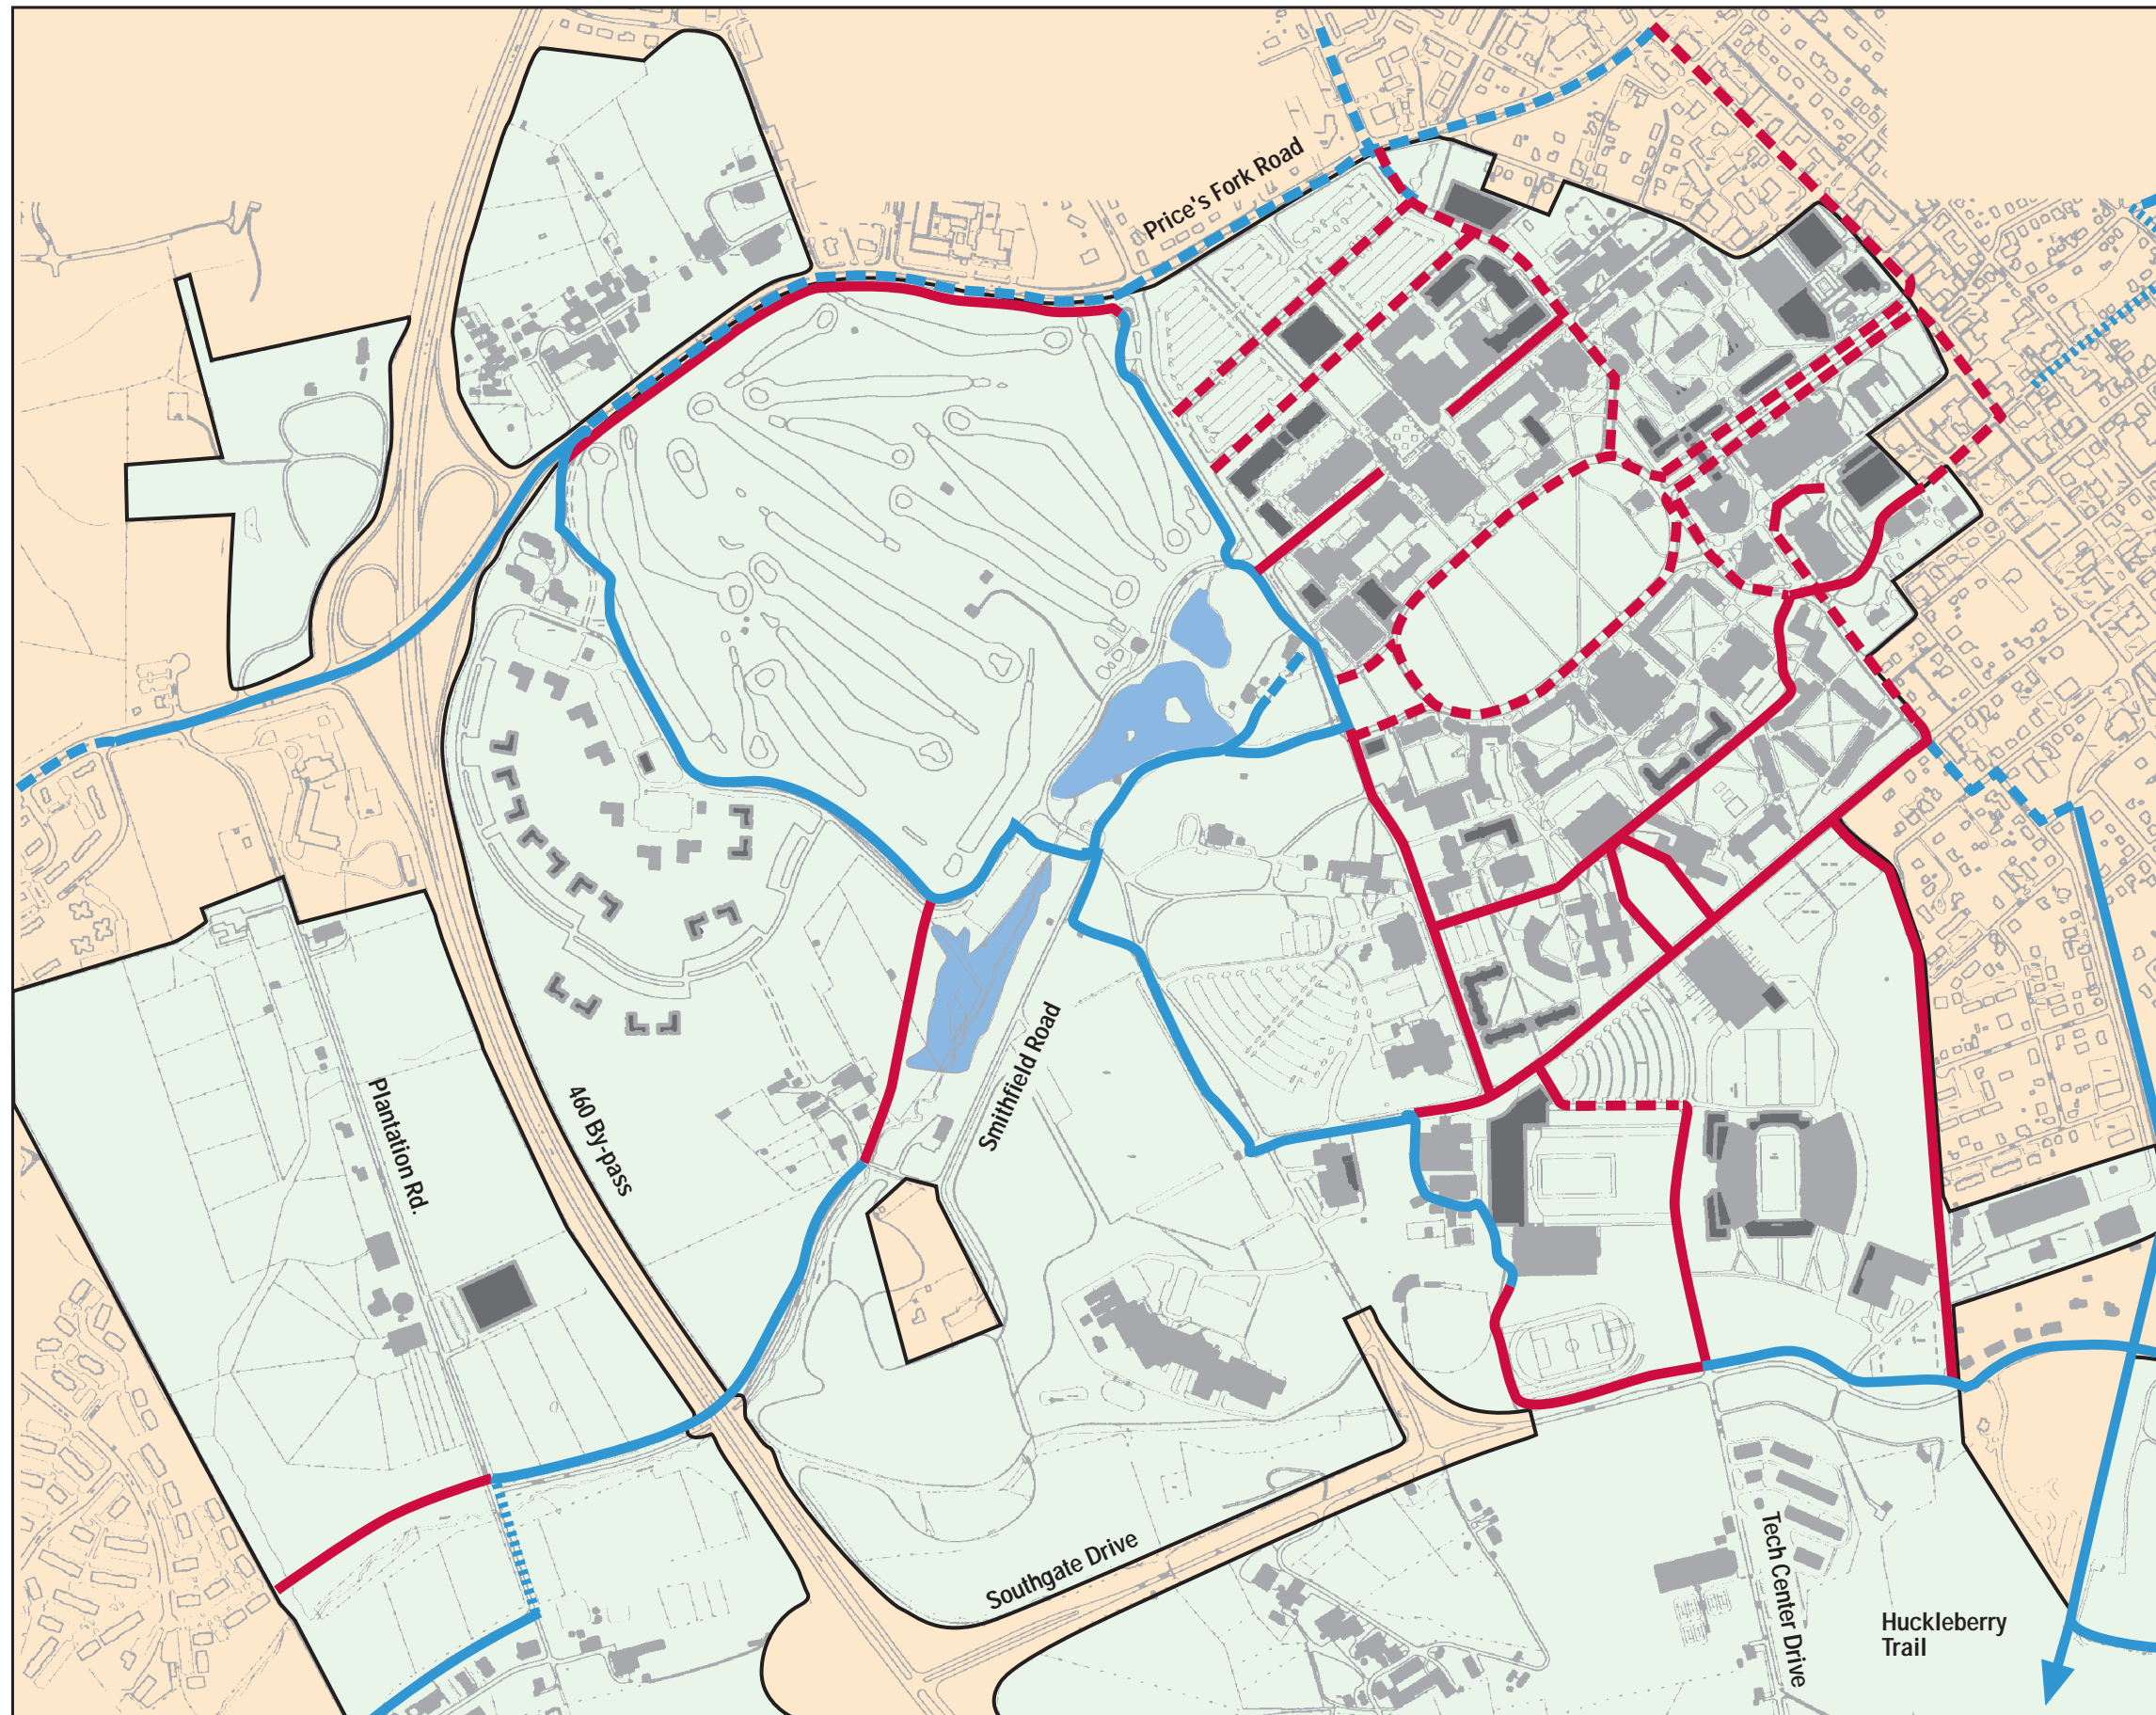 Price's Fork Road
Smithfield Road
Plantation Rd.
460 By-pass
Southgate Drive
Tech Center Drive
Huckleberry
Trail